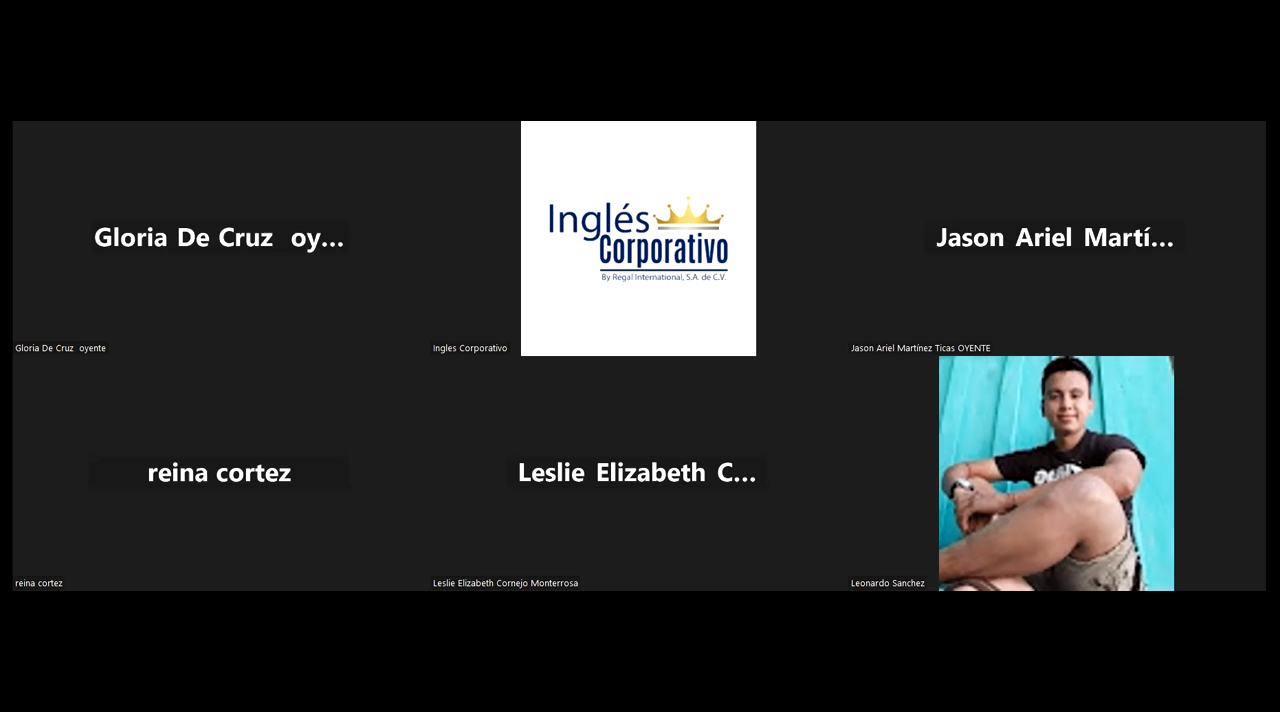 Gloria De Cruz  oy...
Gloria De Cruz  oyente
Inglés
Corporativo
By Regal International, S.A. de C.V.
Ingles Corporativo
Jason Ariel Martí...
Jason Ariel Martínez Ticas OYENTE
reina cortez
reina cortez
Leslie Elizabeth C...
Leslie Elizabeth Cornejo Monterrosa
Leonardo Sanchez